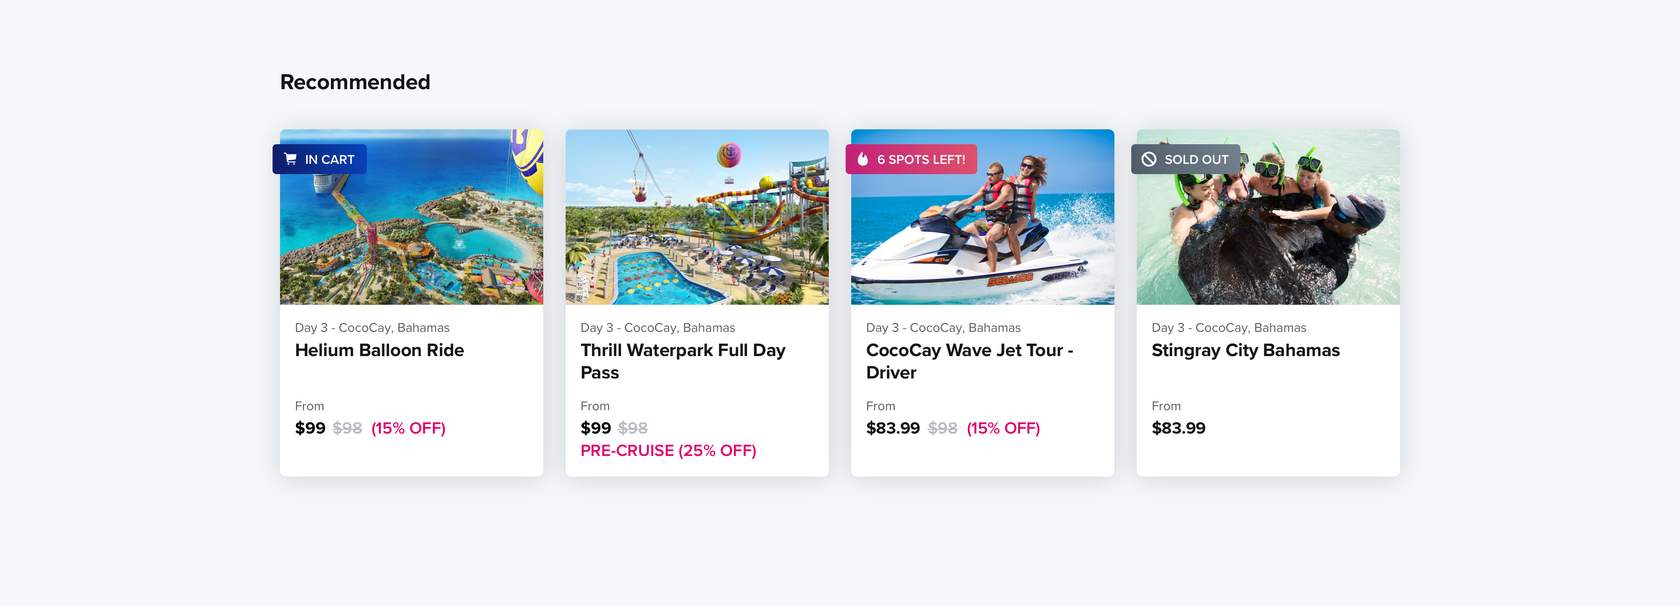 Recommended
IN CART
Day 3 - CocoCay, Bahamas
Helium Balloon Ride
From
$99 $98 (15% OFF)
Day 3 - CocoCay, Bahamas
Thrill Waterpark Full Day
Pass
From
$99 $98
PRE-CRUISE (25% OFF)
6 SPOTS LEFT!
Day 3 - CocoCay, Bahamas
CocoCay Wave Jet Tour -
Driver
From
$83.99 $98 (15% OFF)
SOLD OUT
Day 3 - CocoCay, Bahamas
Stingray City Bahamas
From
$83.99